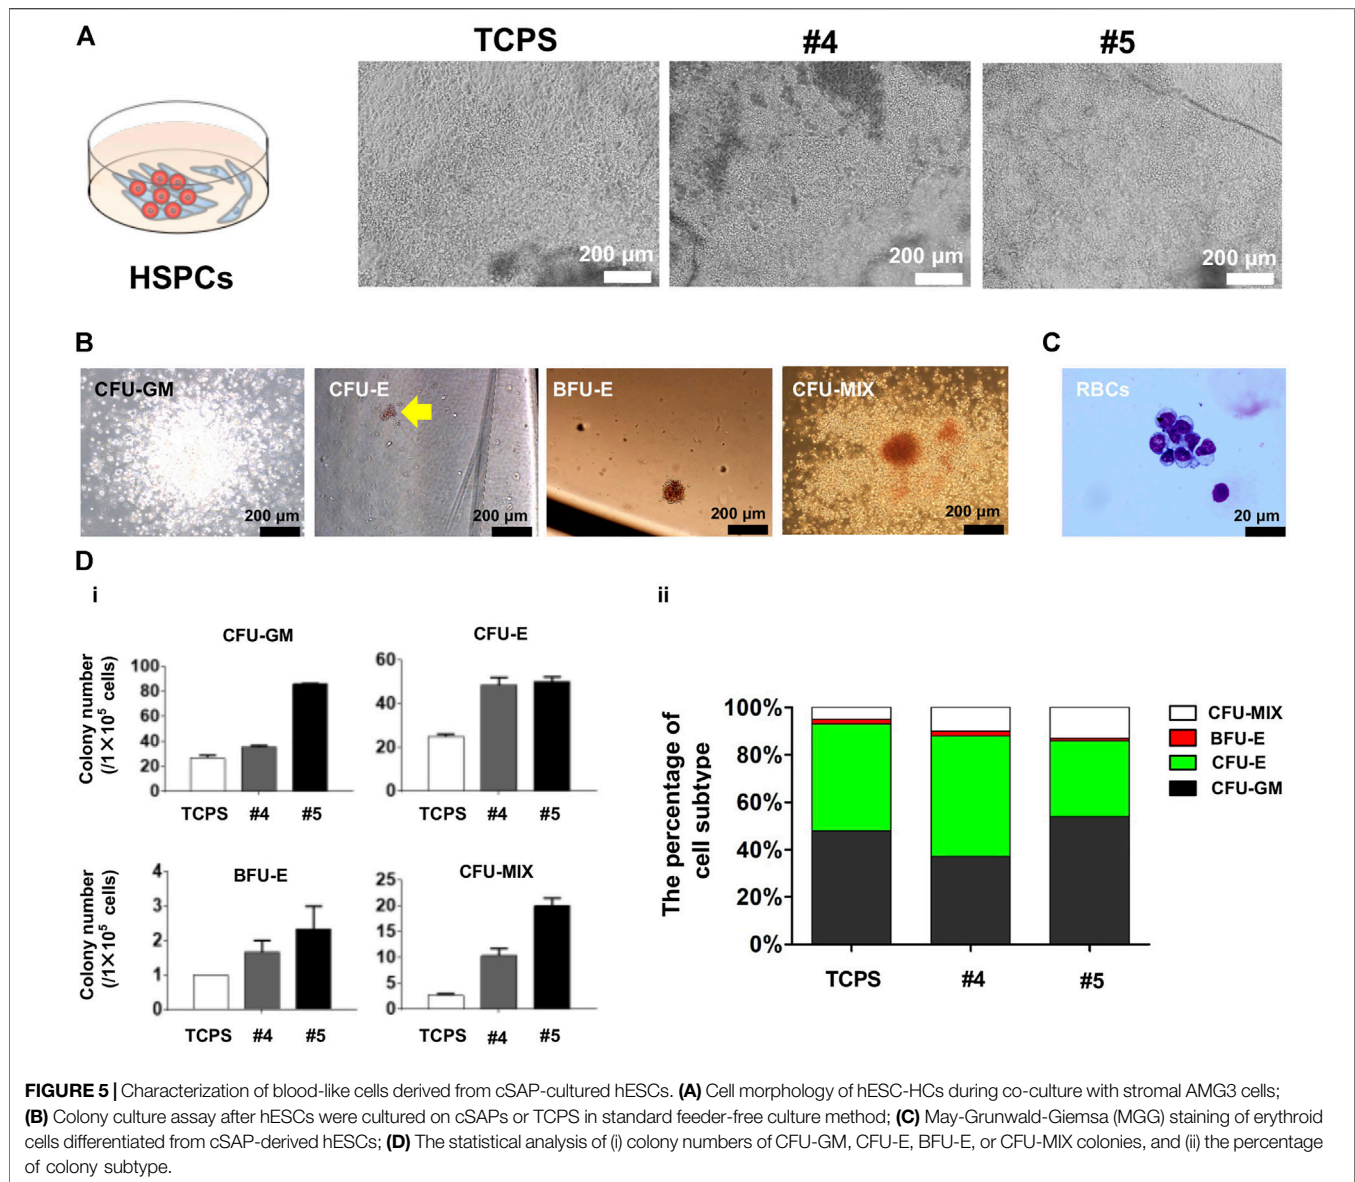 A
TCPS
#4
#5
HSPCs
200 µm
200 µm
200 µm
B
C
CFU-GM
CFU-E
BFU-E
CFU-MIX
RBCs
200 µm
200 µm
200 µm
200 µm
20 µm
D
i
ii
CFU-GM
Colony number
(/1×10⁵ cells)
100
80
60
40
20
0
TCPS #4 #5
CFU-E
60
40
20
0
TCPS #4 #5
BFU-E
Colony number
(/1×10⁵ cells)
4
3
2
1
0
TCPS #4 #5
CFU-MIX
25
20
15
10
5
0
TCPS #4 #5
The percentage of
cell subtype
100%
80%
60%
40%
20%
0%
TCPS #4 #5
CFU-MIX
BFU-E
CFU-E
CFU-GM
FIGURE 5 | Characterization of blood-like cells derived from cSAP-cultured hESCs. (A) Cell morphology of hESC-HCs during co-culture with stromal AMG3 cells;
(B) Colony culture assay after hESCs were cultured on cSAPs or TCPS in standard feeder-free culture method; (C) May-Grunwald-Giemsa (MGG) staining of erythroid
cells differentiated from cSAP-derived hESCs; (D) The statistical analysis of (i) colony numbers of CFU-GM, CFU-E, BFU-E, or CFU-MIX colonies, and (ii) the percentage
of colony subtype.